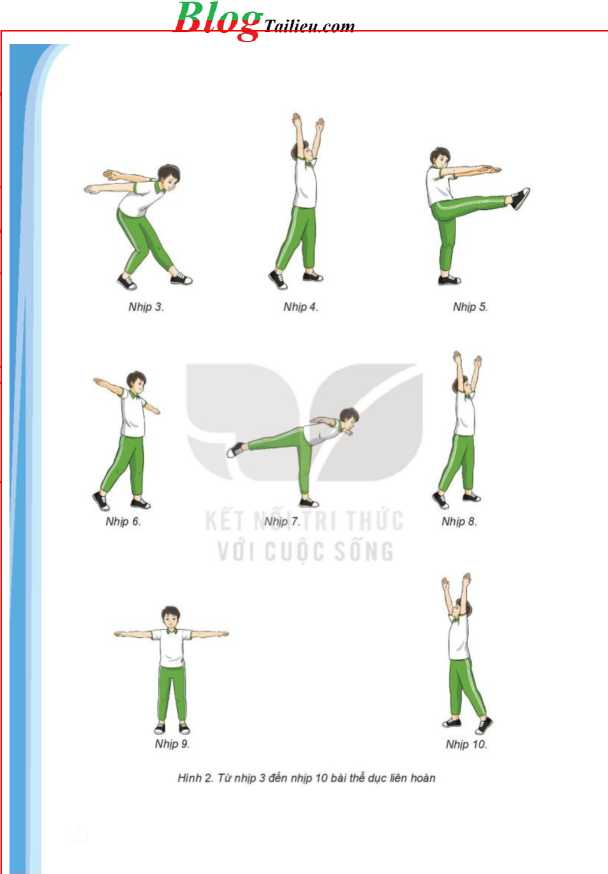 Blog Tailieu.com
Nhịp 3.
Nhịp 4.
Nhịp 5.
Nhịp 6.
Nhịp 7.
Nhịp 8.
KẾT NỐI TRI THỨC
VỚI CUỘC SỐNG
Nhịp 9.
Nhịp 10.
Hình 2. Từ nhịp 3 đến nhịp 10 bài thể dục liên hoàn